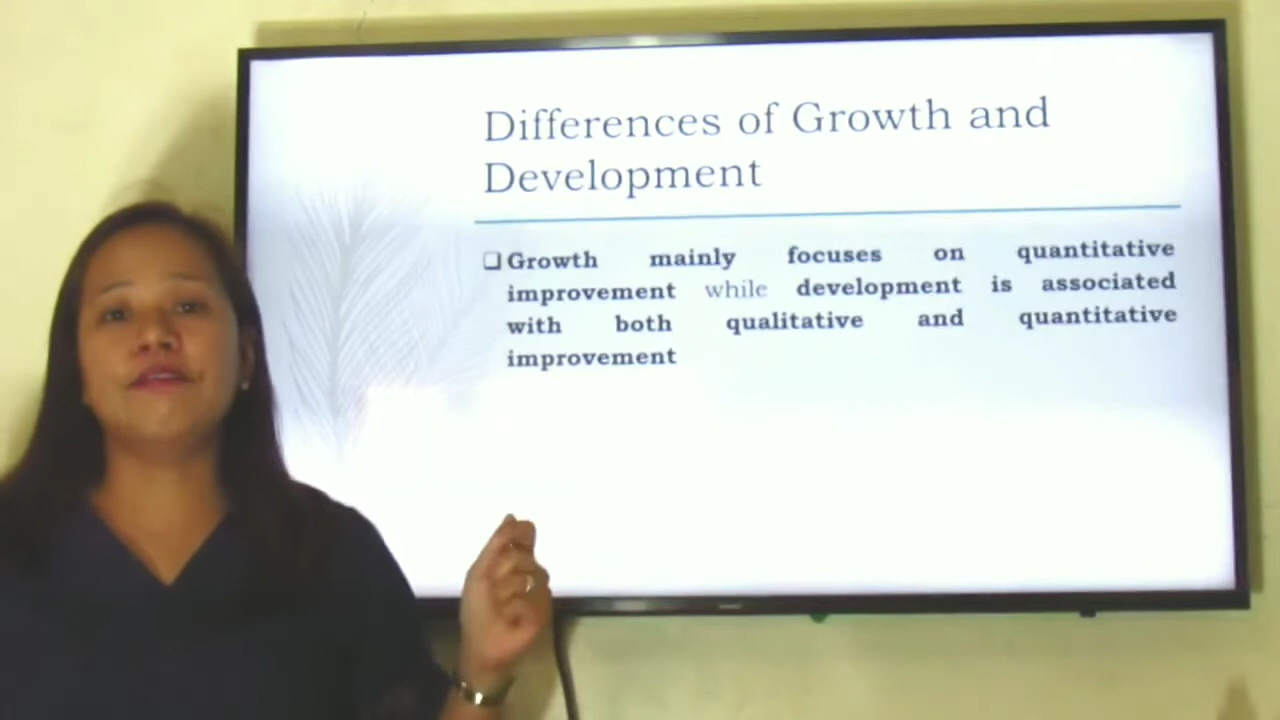 Differences of Growth and
Development
❑Growth mainly focuses on quantitative
improvement while development is associated
with both qualitative and quantitative
improvement